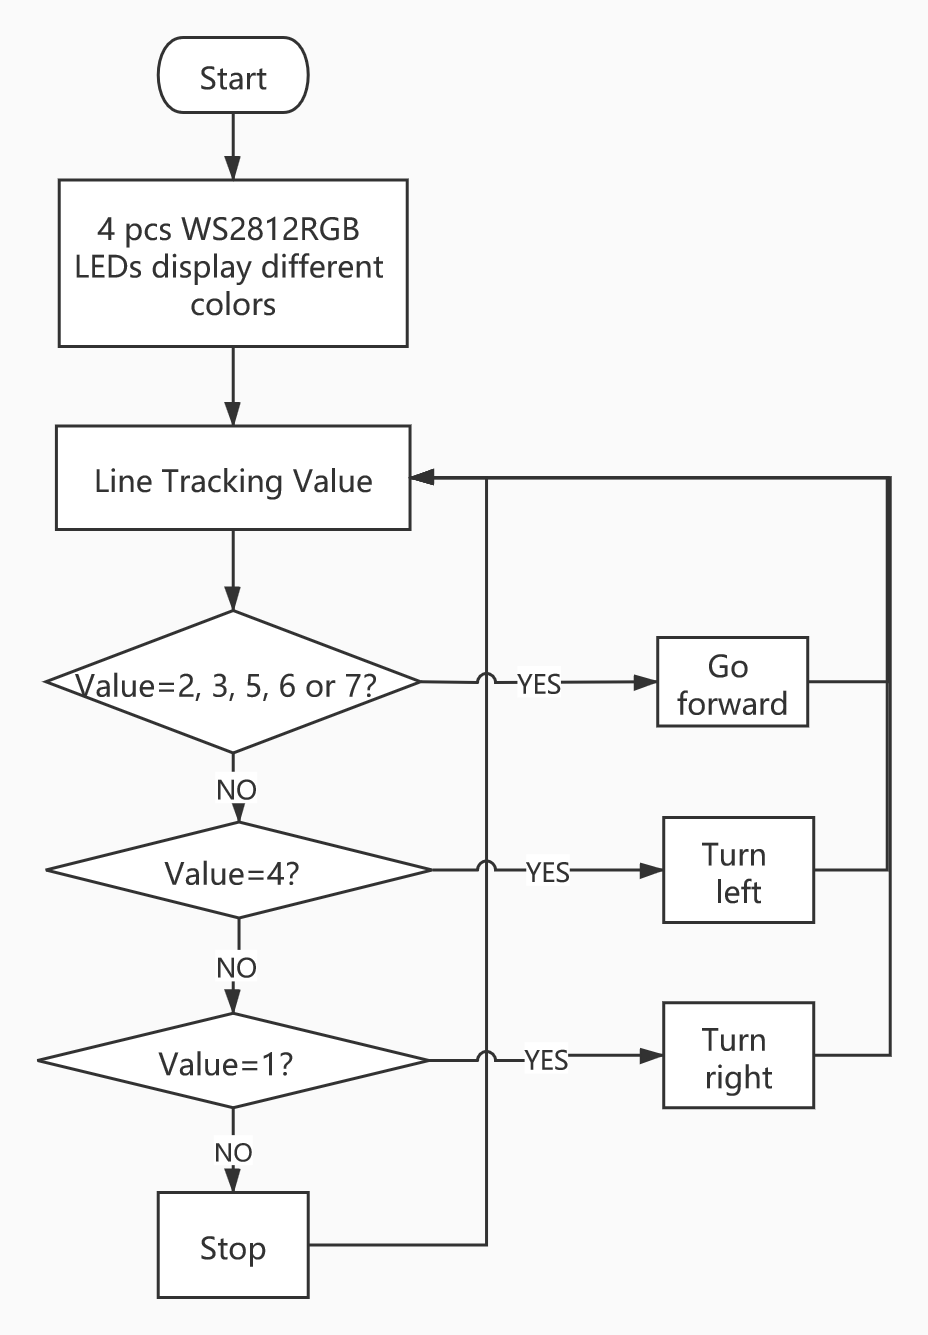 Start
4 pcs WS2812RGB
LEDs display different
colors
Line Tracking Value
Value=2, 3, 5, 6 or 7?
YES
Go
forward
NO
Value=4?
YES
Turn
left
NO
Value=1?
YES
Turn
right
NO
Stop